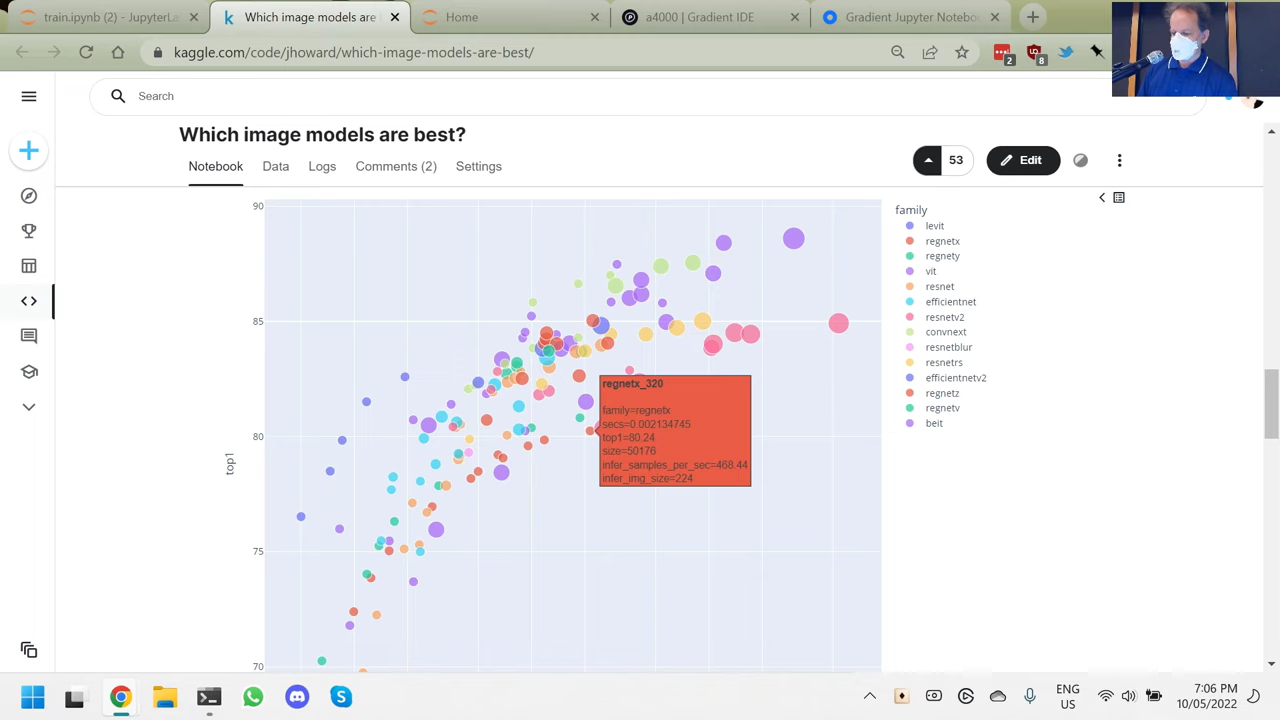 train.ipynb (2) - JupyterLa
Which image models are
Home
a4000 | Gradient IDE
Gradient Jupyter Notebo
kaggle.com/code/jhoward/which-image-models-are-best/
2
8
Search
Which image models are best?
Notebook
Data
Logs
Comments (2)
Settings
53
Edit
90
85
80
75
70
top1
regnetx_320
family=regnetx
secs=0.002134745
top1=80.24
size=50176
infer_samples_per_sec=468.44
infer_img_size=224
family
levit
regnetx
regnety
vit
resnet
efficientnet
resnetv2
convnext
resnetblur
resnetrs
efficientnetv2
regnetz
regnetv
beit
ENG
US
7:06 PM
10/05/2022